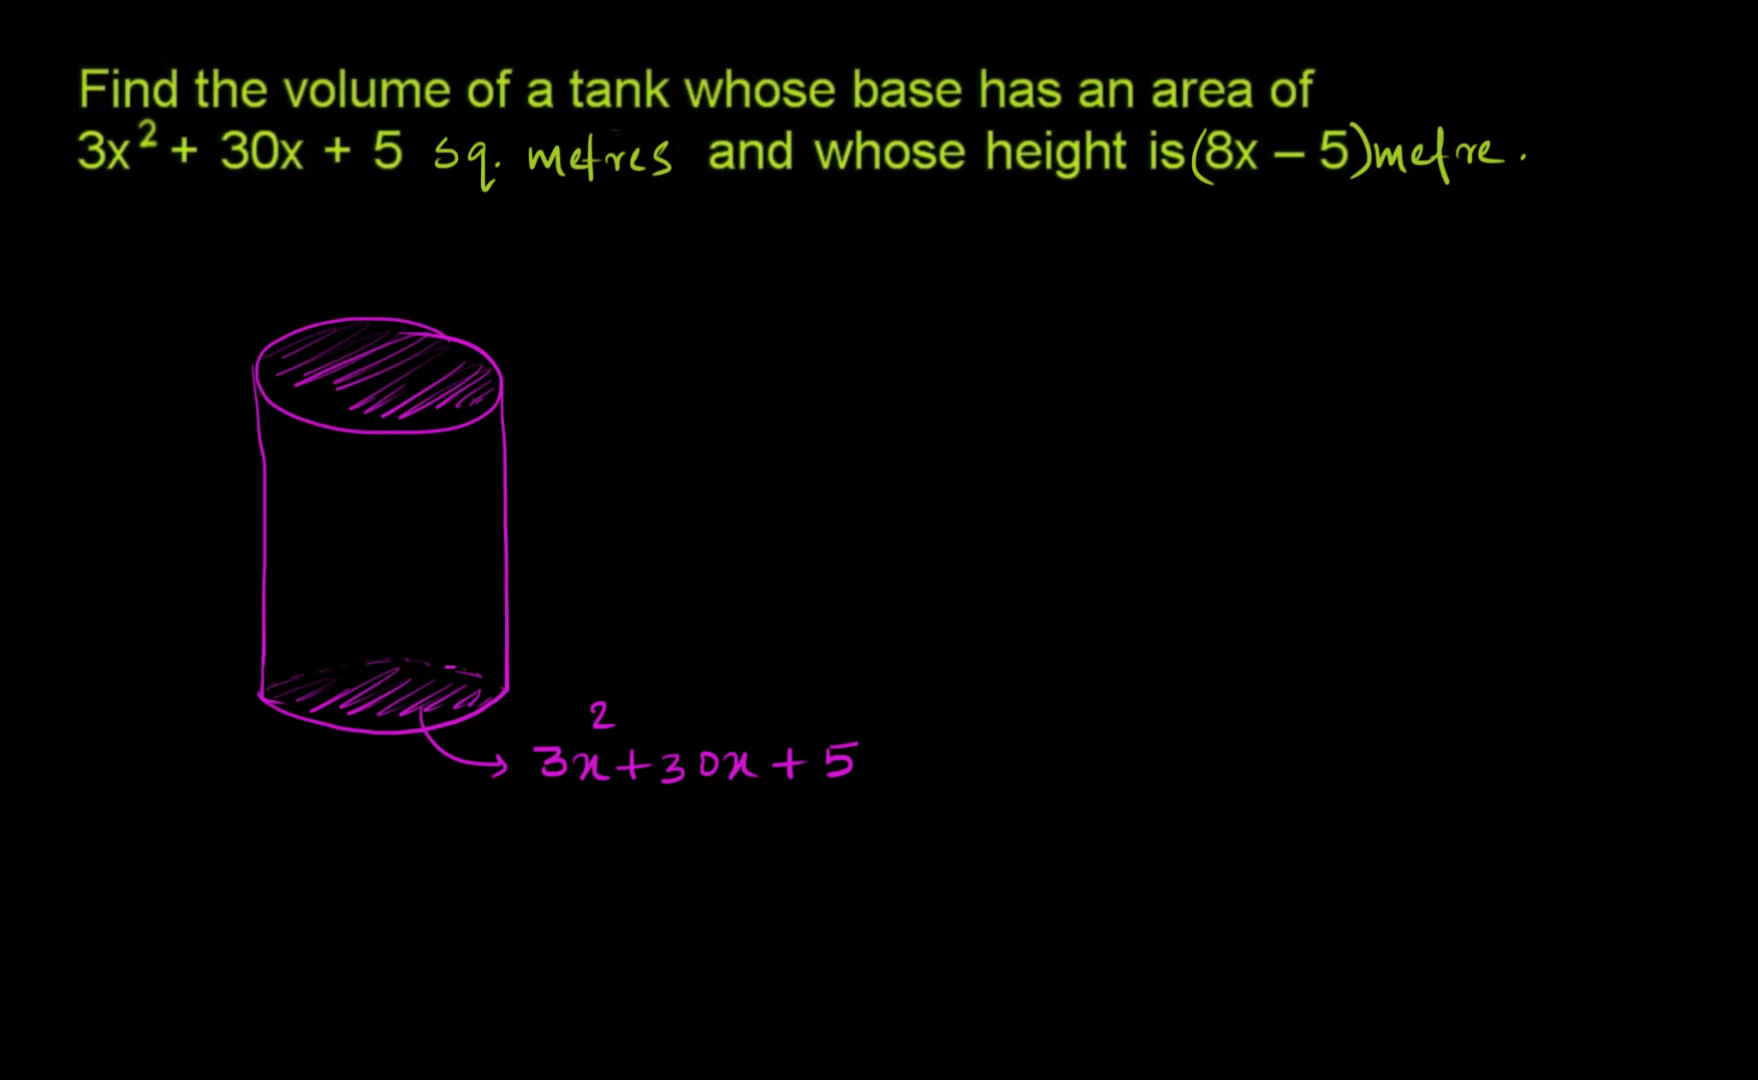 Find the volume of a tank whose base has an area of
3x² + 30x + 5 sq. metres and whose height is (8x – 5) metre.
3x² + 30x + 5